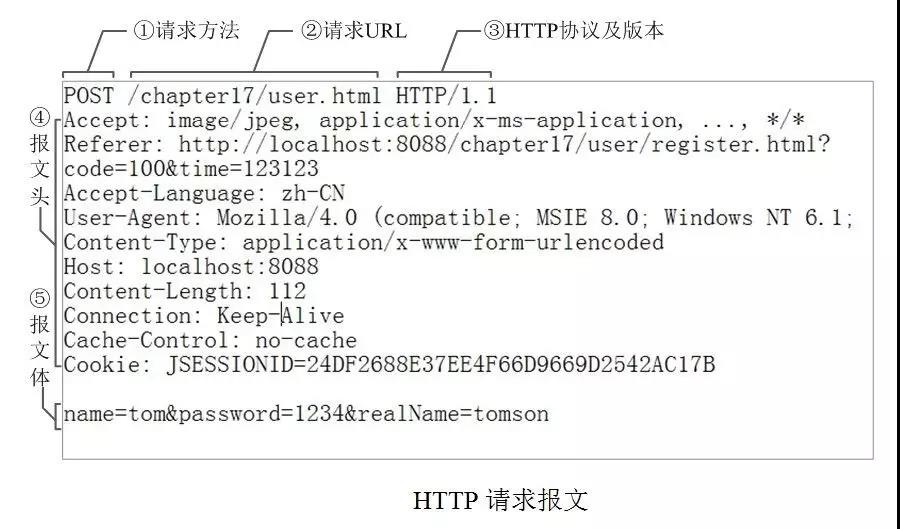 ①请求方法 ②请求URL ③HTTP协议及版本
POST /chapter17/user.html HTTP/1.1
④报文头
Accept: image/jpeg, application/x-ms-application, ..., */*
Referer: http://localhost:8088/chapter17/user/register.html?
code=100&time=123123
Accept-Language: zh-CN
User-Agent: Mozilla/4.0 (compatible; MSIE 8.0; Windows NT 6.1;
Content-Type: application/x-www-form-urlencoded
Host: localhost:8088
Content-Length: 112
Connection: Keep-Alive
Cache-Control: no-cache
Cookie: JSESSIONID=24DF2688E37EE4F66D9669D2542AC17B
⑤报文体
name=tom&password=1234&realName=tomson
HTTP 请求报文